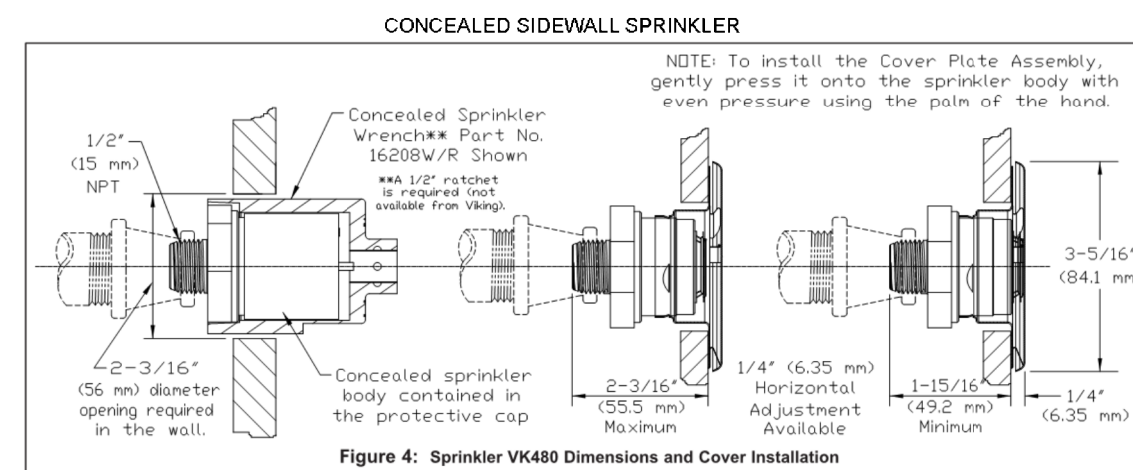 CONCEALED SIDEWALL SPRINKLER
NOTE: To install the Cover Plate Assembly,
gently press it onto the sprinkler body with
even pressure using the palm of the hand.
1/2"
(15 mm)
NPT
Concealed Sprinkler
Wrench** Part No.
16208W/R Shown
**A 1/2" ratchet
is required (not
available from Viking).
2-3/16"
(56 mm) diameter
opening required
in the wall.
Concealed sprinkler
body contained in
the protective cap
2-3/16"
(55.5 mm)
Maximum
1/4" (6.35 mm)
Horizontal
Adjustment
Available
1-15/16"
(49.2 mm)
Minimum
3-5/16"
(84.1 mm
1/4"
(6.35 mm)
Figure 4: Sprinkler VK480 Dimensions and Cover Installation